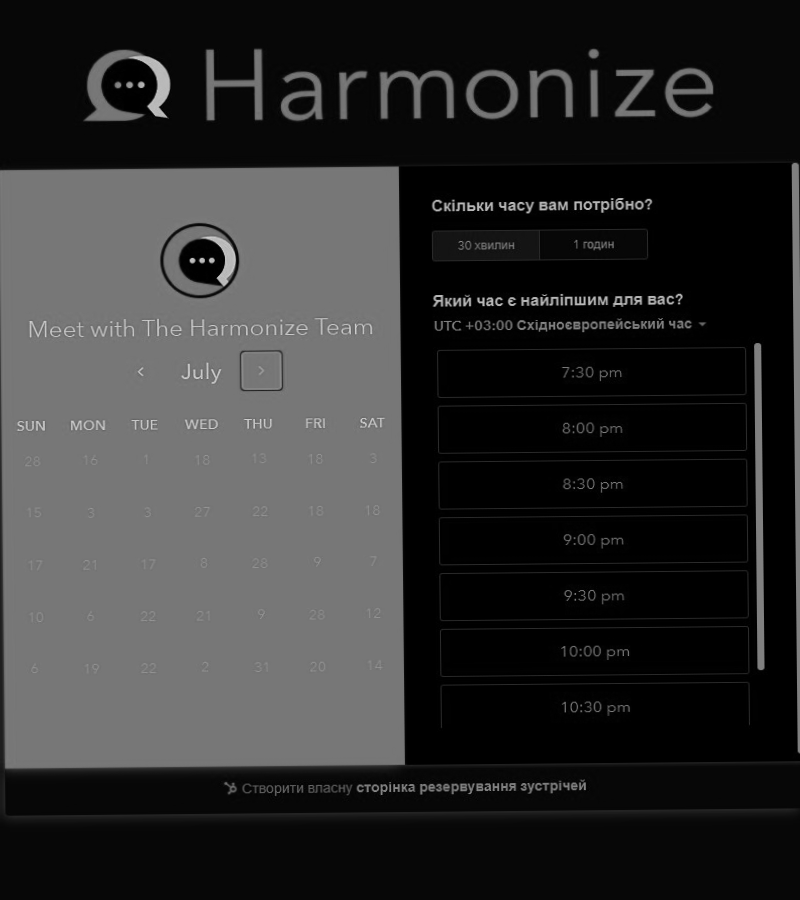 Harmonize
Meet with The Harmonize Team
July
SUN MON TUE WED THU FRI SAT
28 16 1 18 13 18 3
15 3 3 27 22 18 18
17 21 17 8 28 9 7
10 6 22 21 9 28 12
6 19 22 2 31 20 14
Скільки часу вам потрібно?
30 хвилин 1 годин
Який час є найліпшим для вас?
UTC +03:00 Східноєвропейський час
7:30 pm
8:00 pm
8:30 pm
9:00 pm
9:30 pm
10:00 pm
10:30 pm
Створити власну сторінка резервування зустрічей